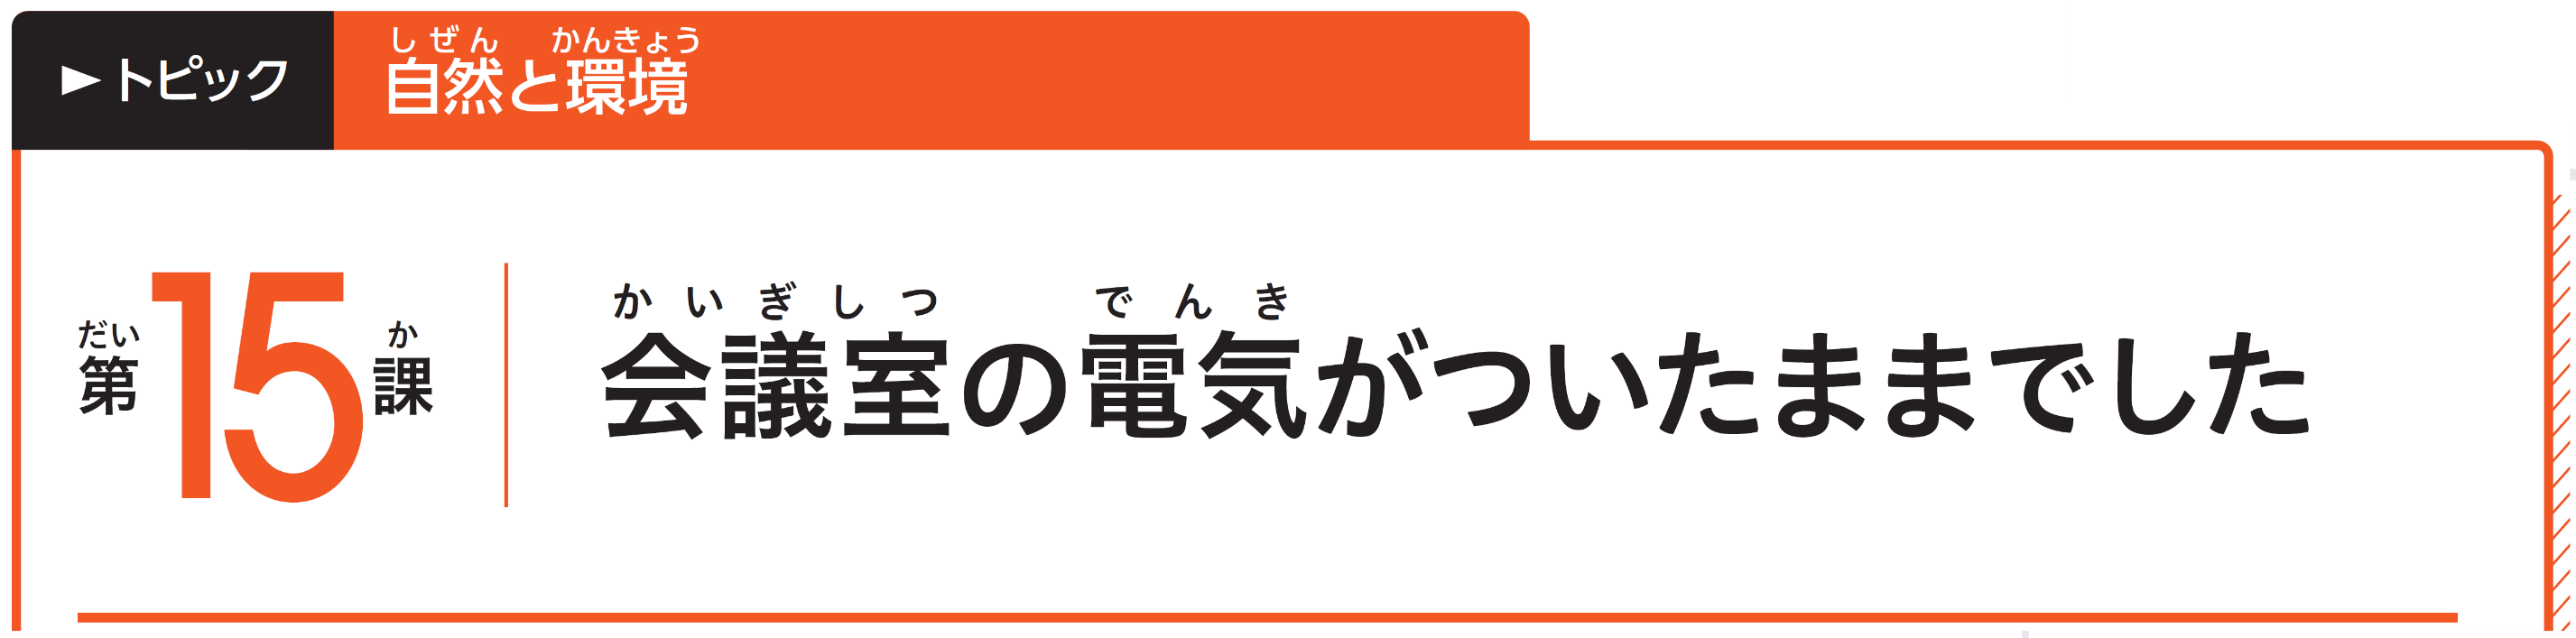 ▶トピック
しぜん かんきょう
自然と環境
だい か
第15課
かいぎしつ でんき
会議室の電気がついたままでした